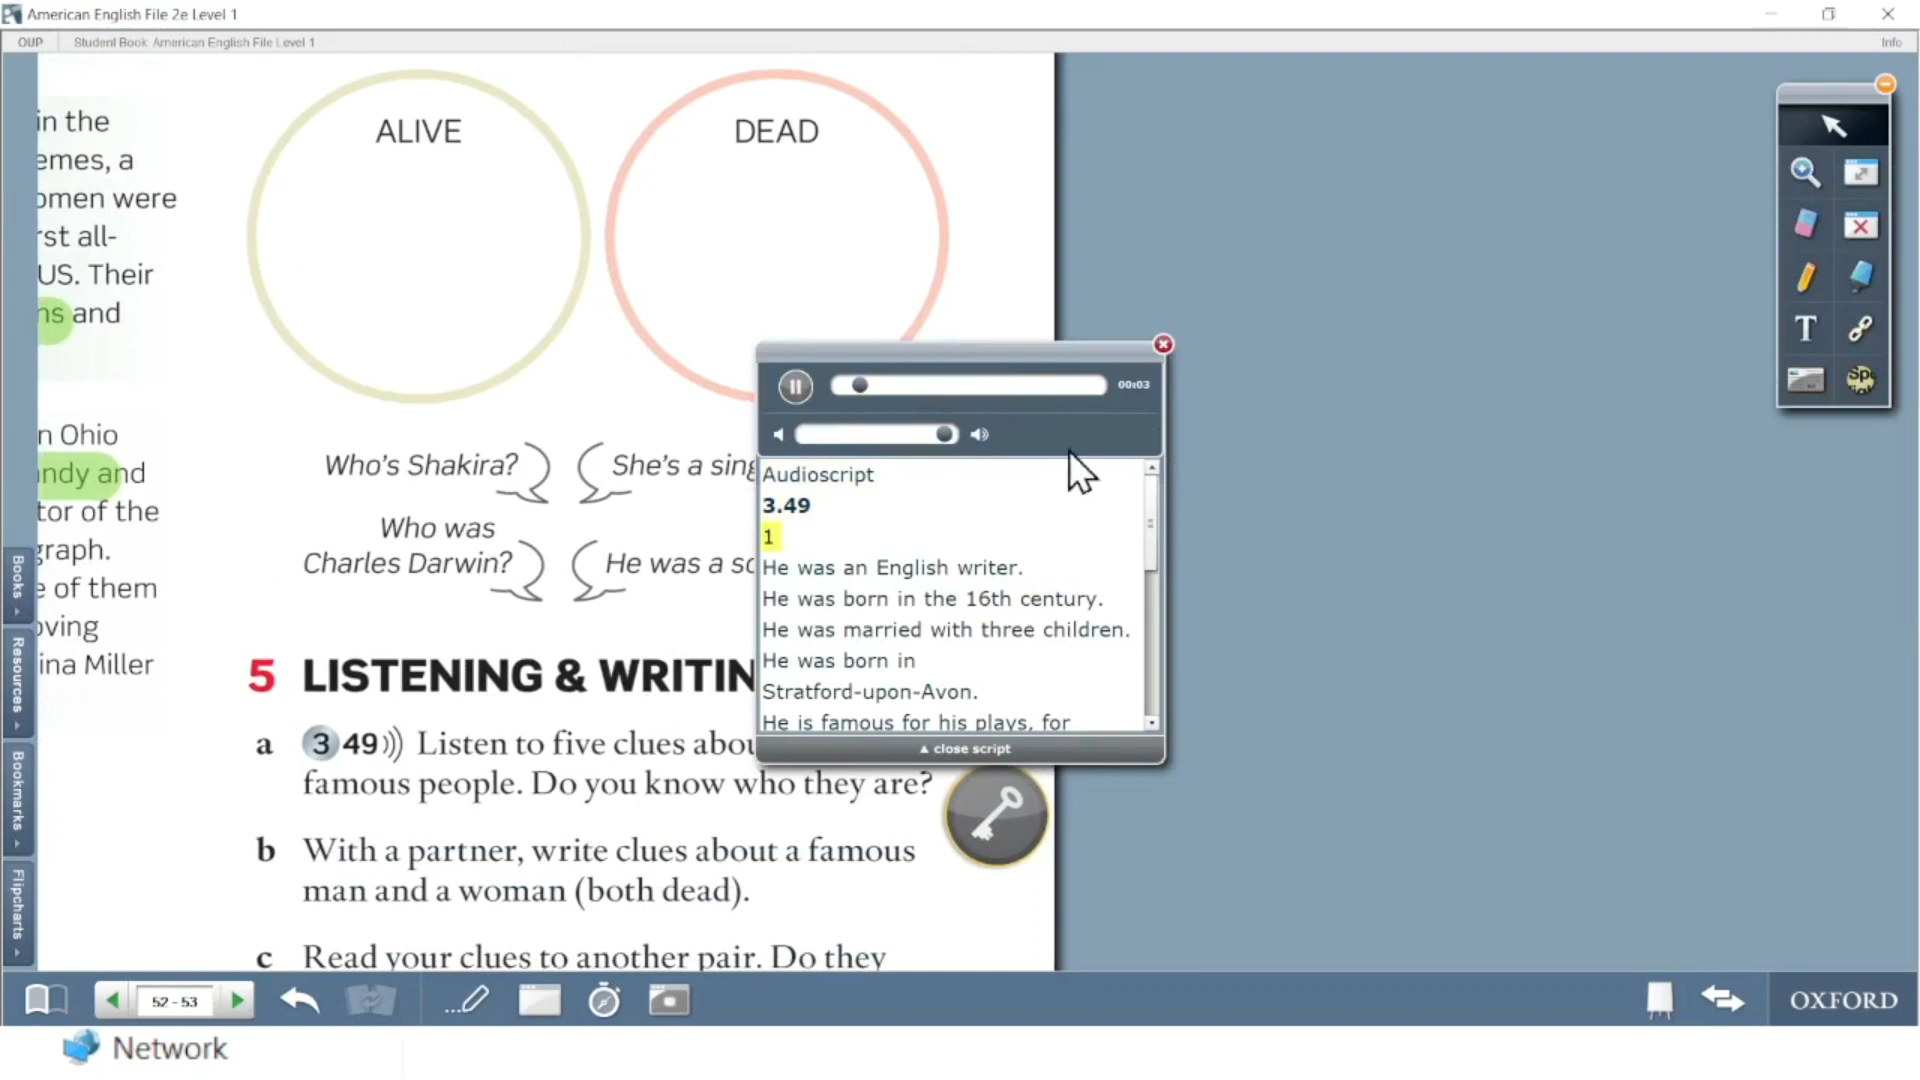 American English File 2e Level 1
OUP
Student Book: American English File Level 1
Info
in the
emes, a
omen were
rst all-
US. Their
ns and
n Ohio
andy and
tor of the
graph.
e of them
oving
ina Miller
ALIVE
DEAD
Who's Shakira?
She's a sing
Who was
Charles Darwin?
He was a sc
5 LISTENING & WRITIN
a 3 49 Listen to five clues abou
famous people. Do you know who they are?
b With a partner, write clues about a famous
man and a woman (both dead).
c Read your clues to another pair. Do they
00:03
Audioscript
3.49
1
He was an English writer.
He was born in the 16th century.
He was married with three children.
He was born in
Stratford-upon-Avon.
He is famous for his plays, for
▲ close script
T
Books
Resources
Bookmarks
Flipcharts
52 - 53
OXFORD
Network